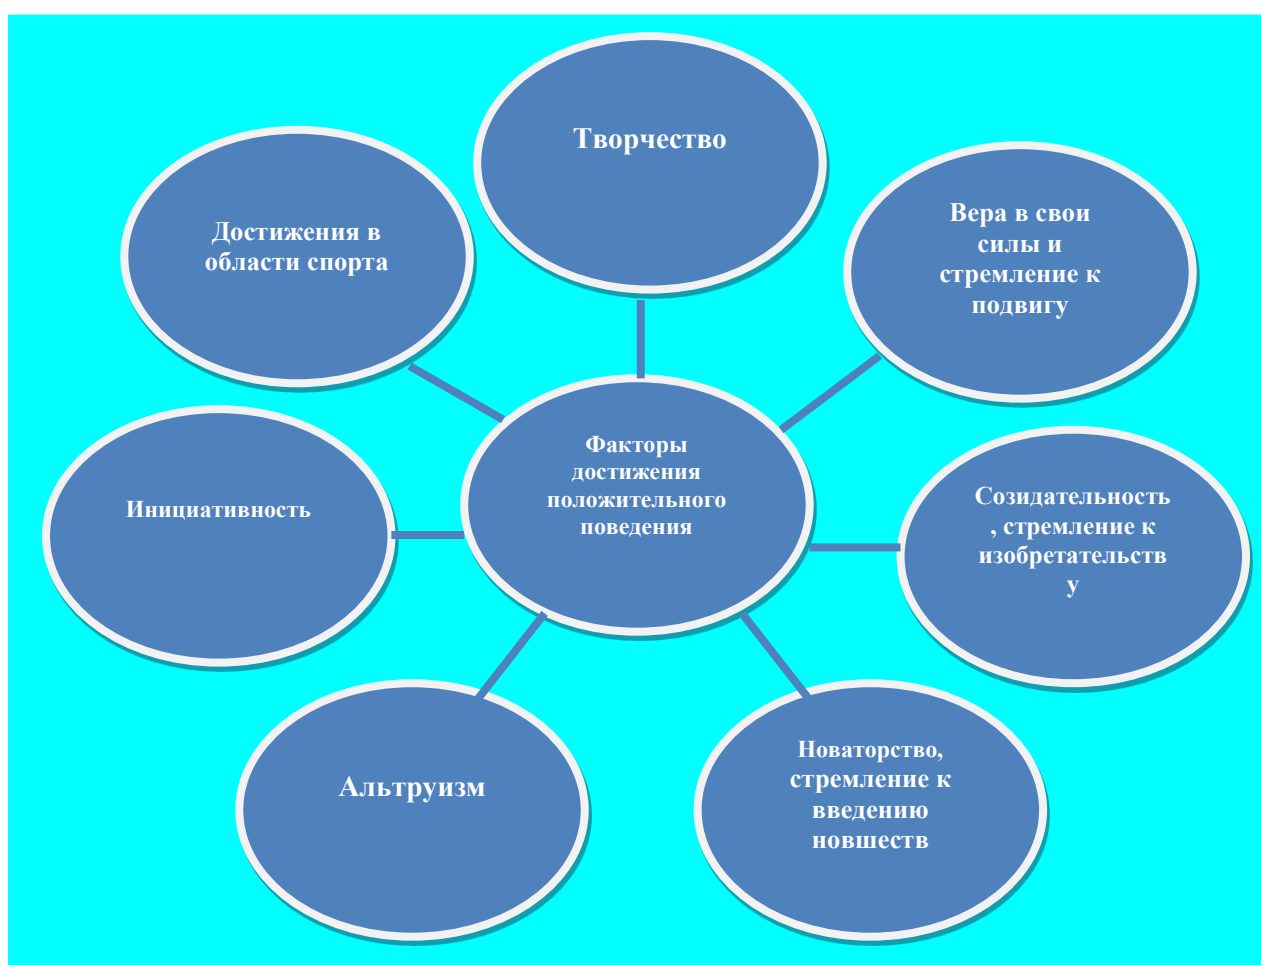 Творчество
Достижения в
области спорта
Вера в свои
силы и
стремление к
подвигу
Факторы
достижения
положительного
поведения
Инициативность
Созидательность
, стремление к
изобретательств
у
Альтруизм
Новаторство,
стремление к
введению
новшеств